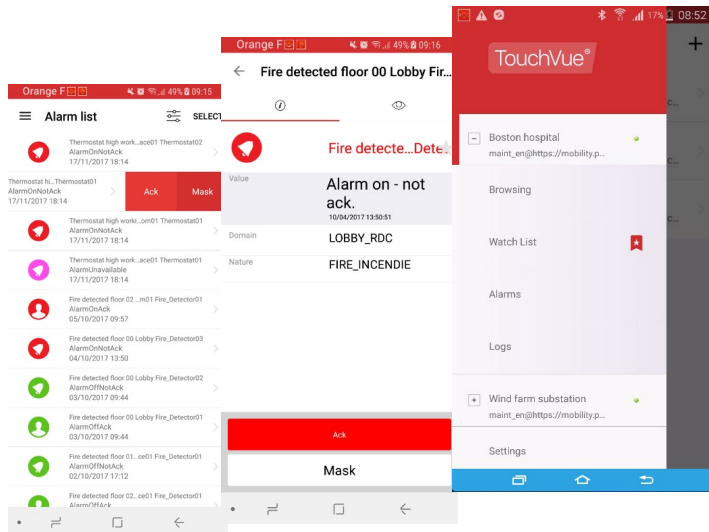 Orange F
49% 09:15
Alarm list
SELECT
Thermostat high work...ace01 Thermostat02
AlarmOnNotAck
17/11/2017 18:14
Thermostat hi...Thermostat01
AlarmOnNotAck
17/11/2017 18:14
Ack
Mask
Thermostat high worki...om01 Thermostat01
AlarmOnNotAck
17/11/2017 18:14
Thermostat high work...ace01 Thermostat01
AlarmUnavailable
17/11/2017 18:14
Fire detected floor 02 ...m01 Fire_Detector01
AlarmOnAck
05/10/2017 09:57
Fire detected floor 00 Lobby Fire_Detector03
AlarmOnNotAck
04/10/2017 13:50
Fire detected floor 00 Lobby Fire_Detector02
AlarmOffNotAck
03/10/2017 09:44
Fire detected floor 00 Lobby Fire_Detector01
AlarmOffAck
03/10/2017 09:44
Fire detected floor 01...ce01 Fire_Detector01
AlarmOffNotAck
02/10/2017 17:12
Fire detected floor 02...ce01 Fire_Detector01
AlarmOffAck
Orange F
49% 09:16
Fire detected floor 00 Lobby Fir...
Fire detecte...Dete
Value
Alarm on - not
ack.
10/04/2017 13:50:51
Domain
LOBBY_RDC
Nature
FIRE_INCENDIE
Ack
Mask
17% 08:52
TouchVue®
Boston hospital
maint_en@https://mobility.p...
Browsing
Watch List
Alarms
Logs
Wind farm substation
maint_en@https://mobility.p...
Settings
c...
c...
c...